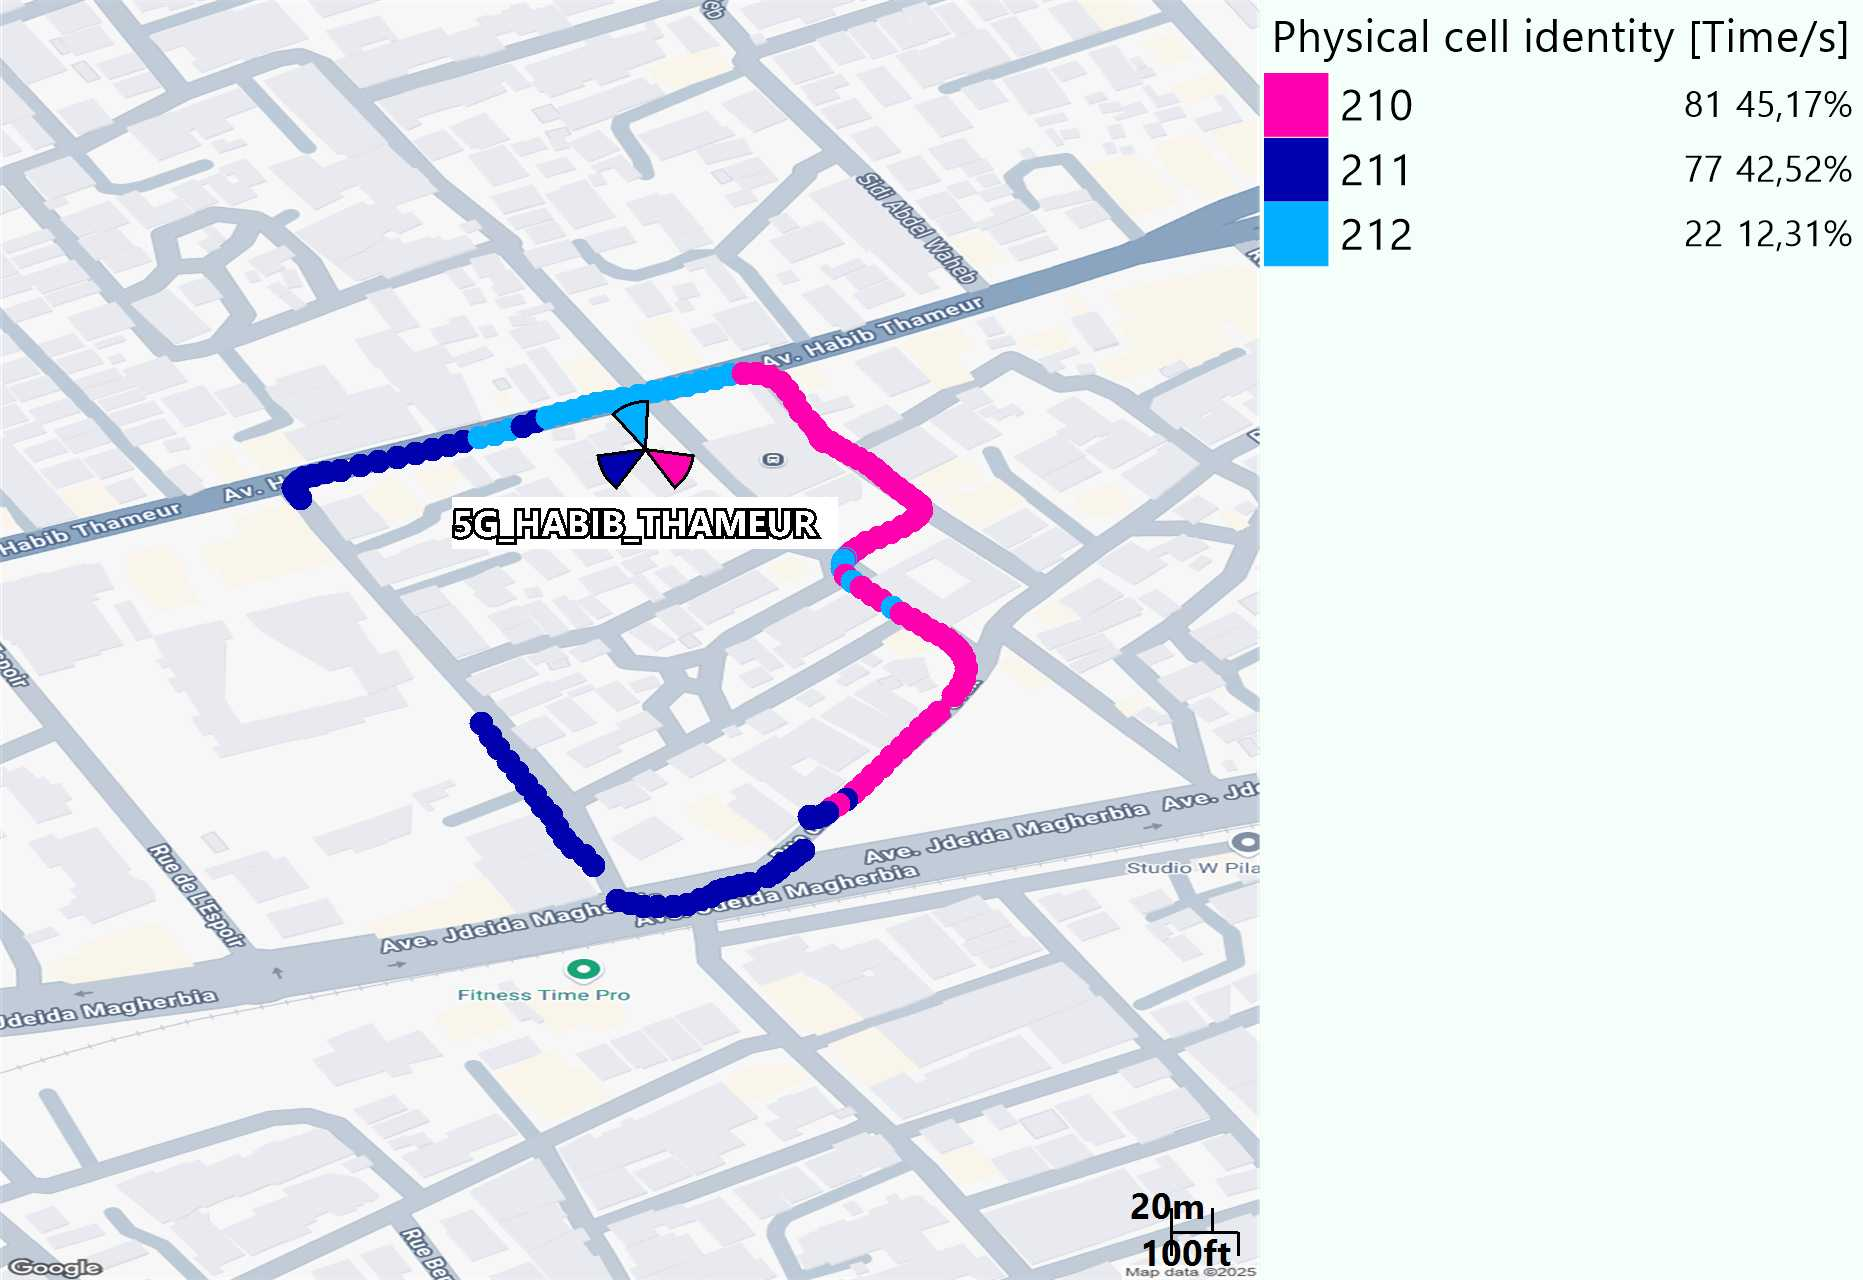 Physical cell identity [Time/s]
210 81 45,17%
211 77 42,52%
212 22 12,31%
Sidi Abdel Waheb
Av. Habib Thameur
Av. H
Habib Thameur
5G_HABIB_THAMEUR
Rue de L'Espoir
Ave. Jdeida Magherbia
Ave. Jde
Ave. Jdeida Maghe
Ave. Jdeida Magherbia
Jdeida Magherbia
Studio W Pila
Fitness Time Pro
Rue Be
20m
100ft
Google
Map data ©2025